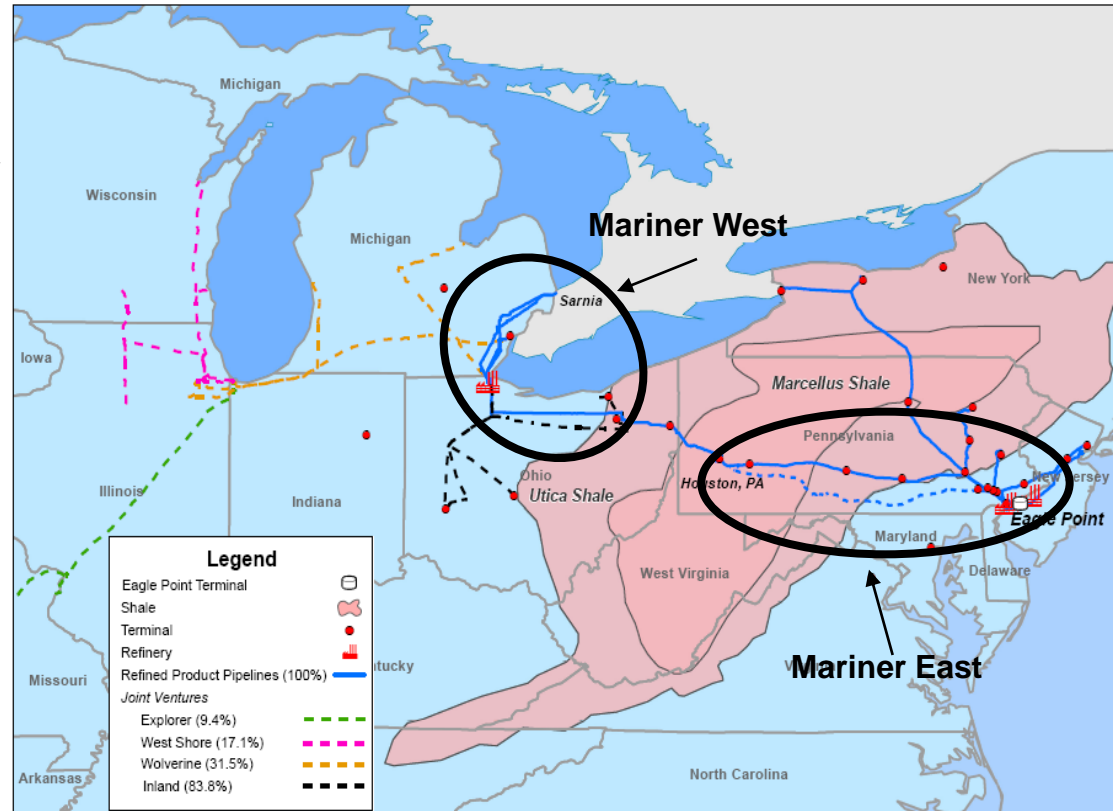 Michigan
Wisconsin
Michigan
Mariner West
New York
Sarnia
Iowa
Marcellus Shale
Pennsylvania
Ohio
Houston, PA
New Jersey
Illinois
Indiana
Utica Shale
Eagle Point
Maryland
Delaware
West Virginia
Mariner East
Missouri
Arkansas
North Carolina
Legend
Eagle Point Terminal
Shale
Terminal
Refinery
Refined Product Pipelines (100%)
Joint Ventures
Explorer (9.4%)
West Shore (17.1%)
Wolverine (31.5%)
Inland (83.8%)